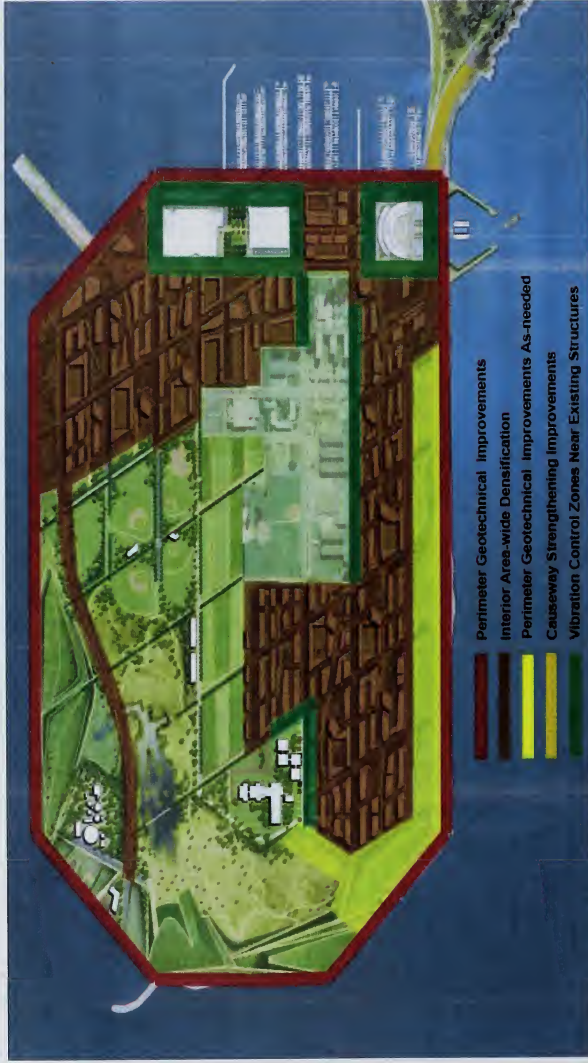 Perimeter Geotechnical Improvements
Interior Area-wide Densification
Perimeter Geotechnical Improvements As-needed
Causeway Strengthening Improvements
Vibration Control Zones Near Existing Structures